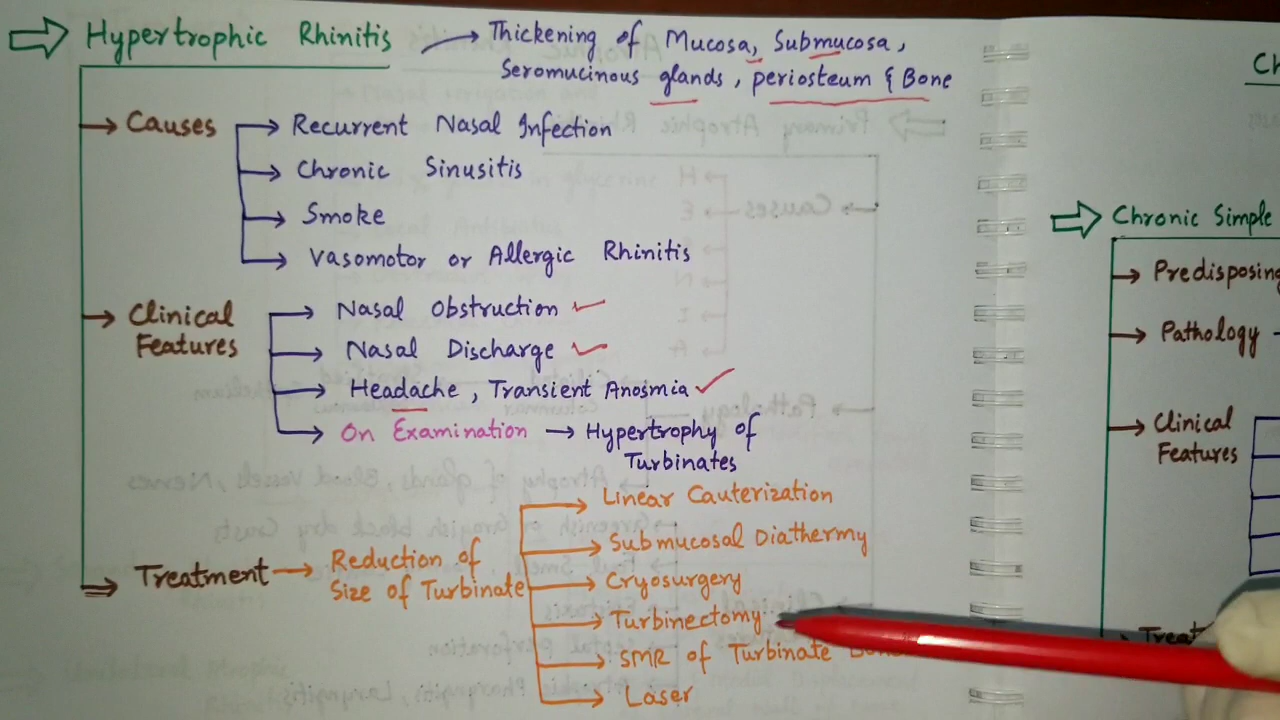 Hypertrophic Rhinitis → Thickening of Mucosa, Submucosa,
Seromucinous glands, periosteum & Bone
Causes
Recurrent Nasal Infection
Chronic Sinusitis
Smoke
Vasomotor or Allergic Rhinitis
Clinical
Features
Nasal Obstruction ✓
Nasal Discharge ✓
Headache, Transient Anosmia ✓
On Examination → Hypertrophy of
Turbinates
Treatment → Reduction of
Size of Turbinate
Linear Cauterization
Submucosal Diathermy
Cryosurgery
Turbinectomy
SMR of Turbinate
Laser
Chronic Simple
Predisposing
Pathology
Clinical
Features